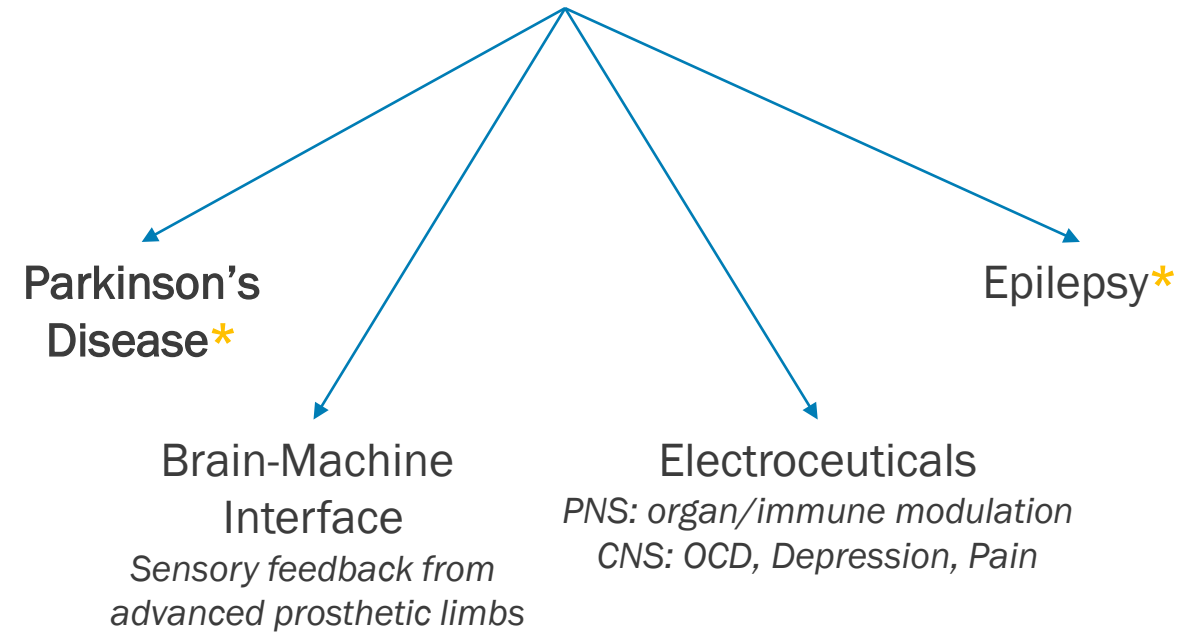 Parkinson's
Disease*
Epilepsy*
Brain-Machine
Interface
Sensory feedback from
advanced prosthetic limbs
Electroceuticals
PNS: organ/immune modulation
CNS: OCD, Depression, Pain